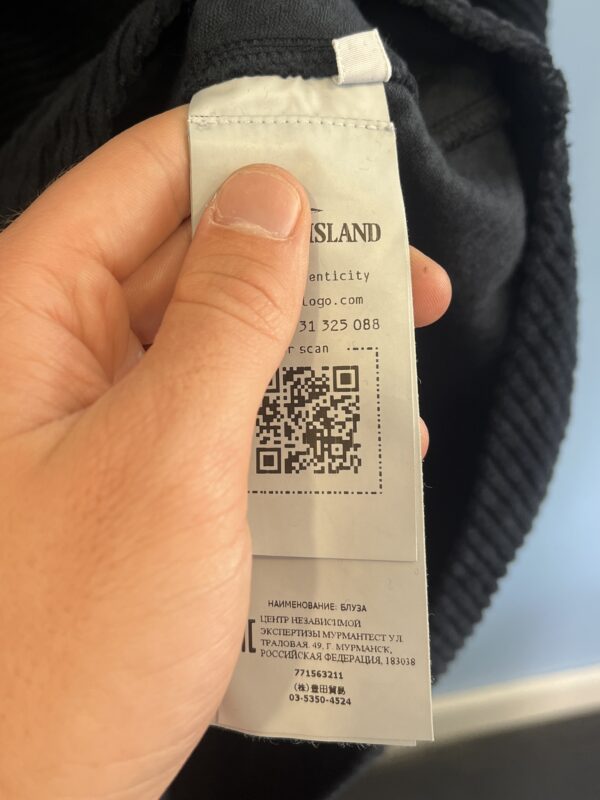 ISLAND
logo.com
31 325 088
scan
НАИМЕНОВАНИЕ: БЛУЗА
ЦЕНТР НЕЗАВИСИМОЙ
ЭКСПЕРТИЗЫ МУРМАНТЕСТ УЛ.
ТРАЛОВАЯ. 49, Г. МУРМАНСК,
РОССИЙСКАЯ ФЕДЕРАЦИЯ, 183038
771563211
(株)豊田貿易
03-5350-4524